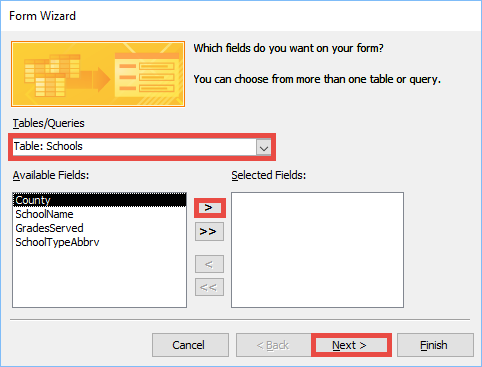 Form Wizard
Which fields do you want on your form?
You can choose from more than one table or query.
Tables/Queries
Table: Schools
Available Fields:
Selected Fields:
County
SchoolName
GradesServed
SchoolTypeAbbrv
>
>>
<
<<
Cancel
< Back
Next >
Finish